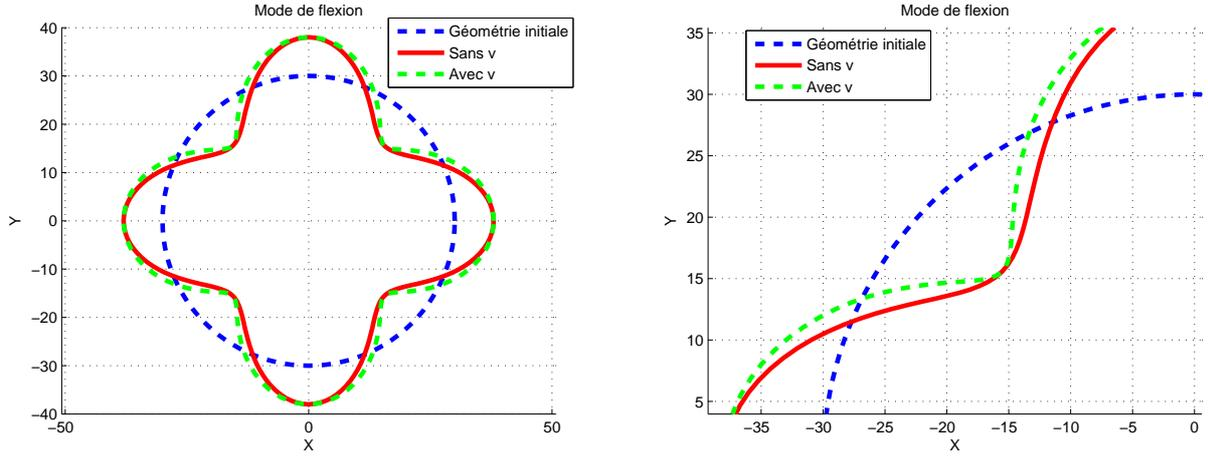 Mode de flexion
Géométrie initiale
Sans v
Avec v
40
30
20
10
0
−10
−20
−30
−40
Y
−50
0
50
X
Mode de flexion
Géométrie initiale
Sans v
Avec v
35
30
25
20
15
10
5
Y
−35
−30
−25
−20
−15
−10
−5
0
X